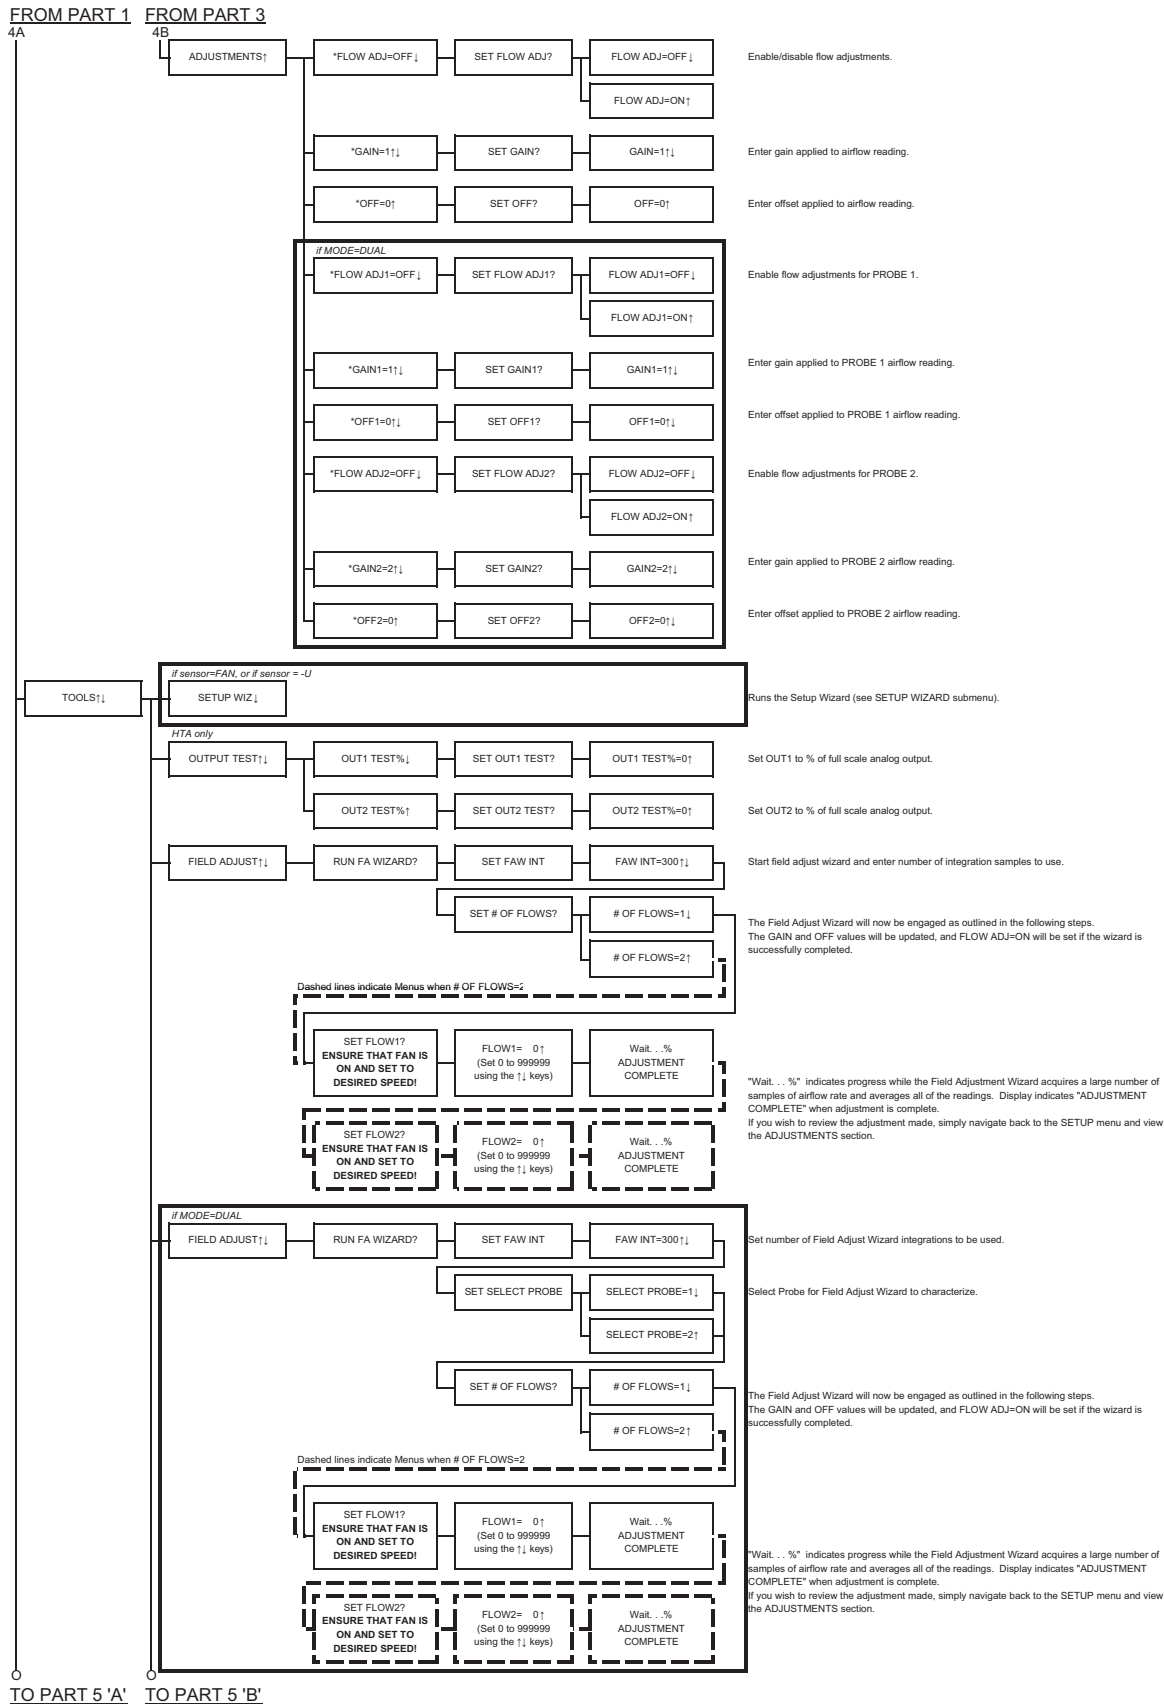 FROM PART 1 FROM PART 3
4A 4B
ADJUSTMENTS↑ *FLOW ADJ=OFF↓ SET FLOW ADJ? FLOW ADJ=OFF↓ Enable/disable flow adjustments.
FLOW ADJ=ON↑
*GAIN=1↑↓ SET GAIN? GAIN=1↑↓ Enter gain applied to airflow reading.
*OFF=0↑ SET OFF? OFF=0↑ Enter offset applied to airflow reading.
if MODE=DUAL
*FLOW ADJ1=OFF↓ SET FLOW ADJ1? FLOW ADJ1=OFF↓ Enable flow adjustments for PROBE 1.
FLOW ADJ1=ON↑
*GAIN1=1↑↓ SET GAIN1? GAIN1=1↑↓ Enter gain applied to PROBE 1 airflow reading.
*OFF1=0↑↓ SET OFF1? OFF1=0↑↓ Enter offset applied to PROBE 1 airflow reading.
*FLOW ADJ2=OFF↓ SET FLOW ADJ2? FLOW ADJ2=OFF↓ Enable flow adjustments for PROBE 2.
FLOW ADJ2=ON↑
*GAIN2=2↑↓ SET GAIN2? GAIN2=2↑↓ Enter gain applied to PROBE 2 airflow reading.
*OFF2=0↑ SET OFF2? OFF2=0↑↓ Enter offset applied to PROBE 2 airflow reading.
if sensor=FAN, or if sensor = -U
TOOLS↑↓ SETUP WIZ↓ Runs the Setup Wizard (see SETUP WIZARD submenu).
HTA only
OUTPUT TEST↑↓ OUT1 TEST%↓ SET OUT1 TEST? OUT1 TEST%=0↑ Set OUT1 to % of full scale analog output.
OUT2 TEST%↑ SET OUT2 TEST? OUT2 TEST%=0↑ Set OUT2 to % of full scale analog output.
FIELD ADJUST↑↓ RUN FA WIZARD? SET FAW INT FAW INT=300↑↓ Start field adjust wizard and enter number of integration samples to use.
SET # OF FLOWS? # OF FLOWS=1↓
# OF FLOWS=2↑
The Field Adjust Wizard will now be engaged as outlined in the following steps.
The GAIN and OFF values will be updated, and FLOW ADJ=ON will be set if the wizard is
successfully completed.
Dashed lines indicate Menus when # OF FLOWS=2
SET FLOW1?
ENSURE THAT FAN IS
ON AND SET TO
DESIRED SPEED!
FLOW1= 0↑
(Set 0 to 999999
using the ↑↓ keys)
Wait. . .%
ADJUSTMENT
COMPLETE
"Wait. . . %" indicates progress while the Field Adjustment Wizard acquires a large number of
samples of airflow rate and averages all of the readings. Display indicates "ADJUSTMENT
COMPLETE" when adjustment is complete.
If you wish to review the adjustment made, simply navigate back to the SETUP menu and view
the ADJUSTMENTS section.
SET FLOW2?
ENSURE THAT FAN IS
ON AND SET TO
DESIRED SPEED!
FLOW2= 0↑
(Set 0 to 999999
using the ↑↓ keys)
Wait. . .%
ADJUSTMENT
COMPLETE
if MODE=DUAL
FIELD ADJUST↑↓ RUN FA WIZARD? SET FAW INT FAW INT=300↑↓ Set number of Field Adjust Wizard integrations to be used.
SET SELECT PROBE SELECT PROBE=1↓ Select Probe for Field Adjust Wizard to characterize.
SELECT PROBE=2↑
SET # OF FLOWS? # OF FLOWS=1↓
# OF FLOWS=2↑
The Field Adjust Wizard will now be engaged as outlined in the following steps.
The GAIN and OFF values will be updated, and FLOW ADJ=ON will be set if the wizard is
successfully completed.
Dashed lines indicate Menus when # OF FLOWS=2
SET FLOW1?
ENSURE THAT FAN IS
ON AND SET TO
DESIRED SPEED!
FLOW1= 0↑
(Set 0 to 999999
using the ↑↓ keys)
Wait. . .%
ADJUSTMENT
COMPLETE
"Wait. . . %" indicates progress while the Field Adjustment Wizard acquires a large number of
samples of airflow rate and averages all of the readings. Display indicates "ADJUSTMENT
COMPLETE" when adjustment is complete.
If you wish to review the adjustment made, simply navigate back to the SETUP menu and view
the ADJUSTMENTS section.
SET FLOW2?
ENSURE THAT FAN IS
ON AND SET TO
DESIRED SPEED!
FLOW2= 0↑
(Set 0 to 999999
using the ↑↓ keys)
Wait. . .%
ADJUSTMENT
COMPLETE
O O
TO PART 5 'A' TO PART 5 'B'